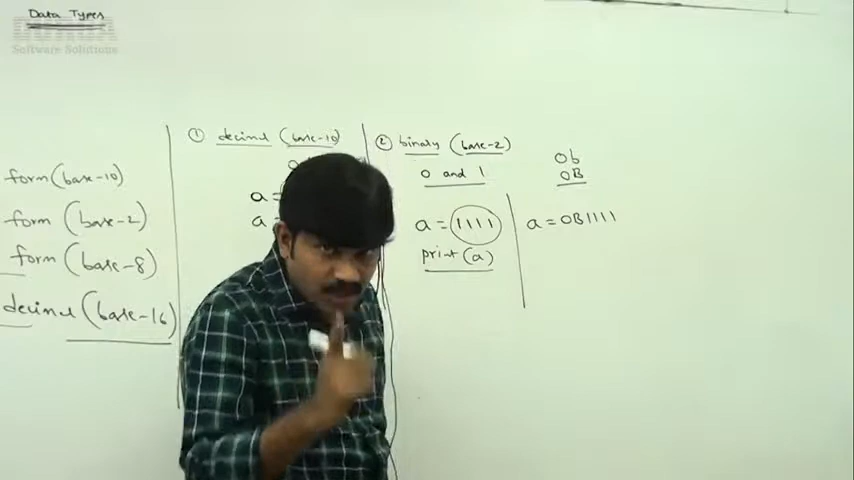 Data Types
DURGA
Software Solutions
form (base-10)
form (base-2)
form (base-8)
decimal (base-16)
① decimal (base-10)
a =
a
② binary (base-2)
0 and 1
0b
0B
a = 1111
print(a)
a = 0B1111